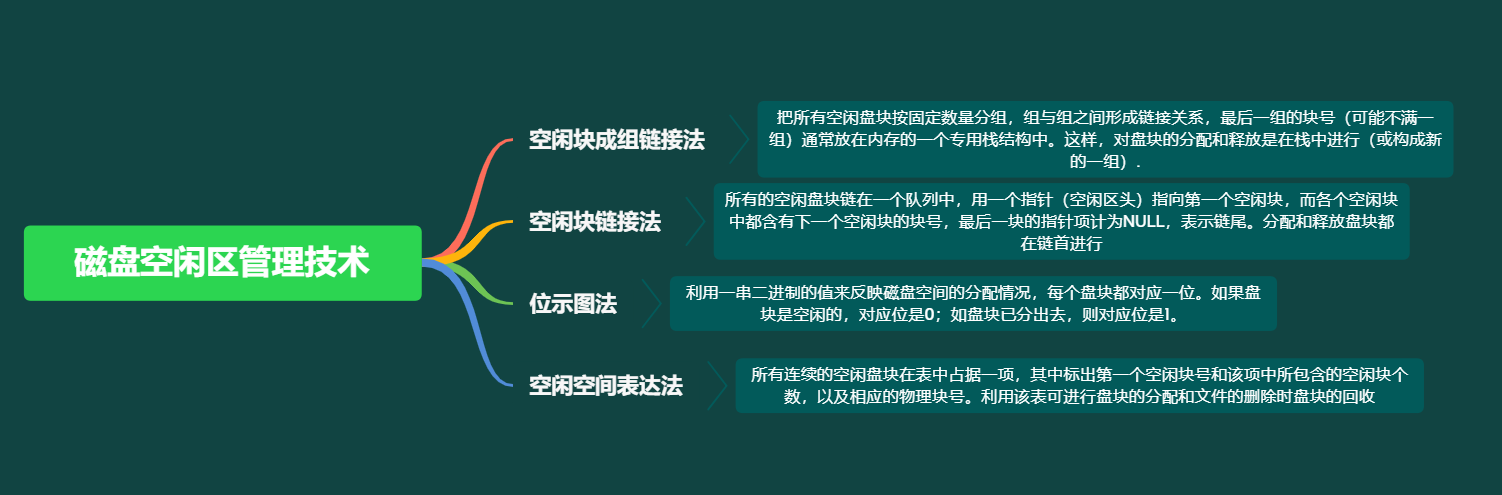 磁盘空闲区管理技术
空闲块成组链接法
把所有空闲盘块按固定数量分组，组与组之间形成链接关系，最后一组的块号（可能不满一
组）通常放在内存的一个专用栈结构中。这样，对盘块的分配和释放是在栈中进行（或构成新
的一组）.
空闲块链接法
所有的空闲盘块链在一个队列中，用一个指针（空闲区头）指向第一个空闲块，而各个空闲块
中都含有下一个空闲块的块号，最后一块的指针项计为NULL，表示链尾。分配和释放盘块都
在链首进行
位示图法
利用一串二进制的值来反映磁盘空间的分配情况，每个盘块都对应一位。如果盘
块是空闲的，对应位是0；如盘块已分出去，则对应位是1。
空闲空间表达法
所有连续的空闲盘块在表中占据一项，其中标出第一个空闲块号和该项中所包含的空闲块个
数，以及相应的物理块号。利用该表可进行盘块的分配和文件的删除时盘块的回收